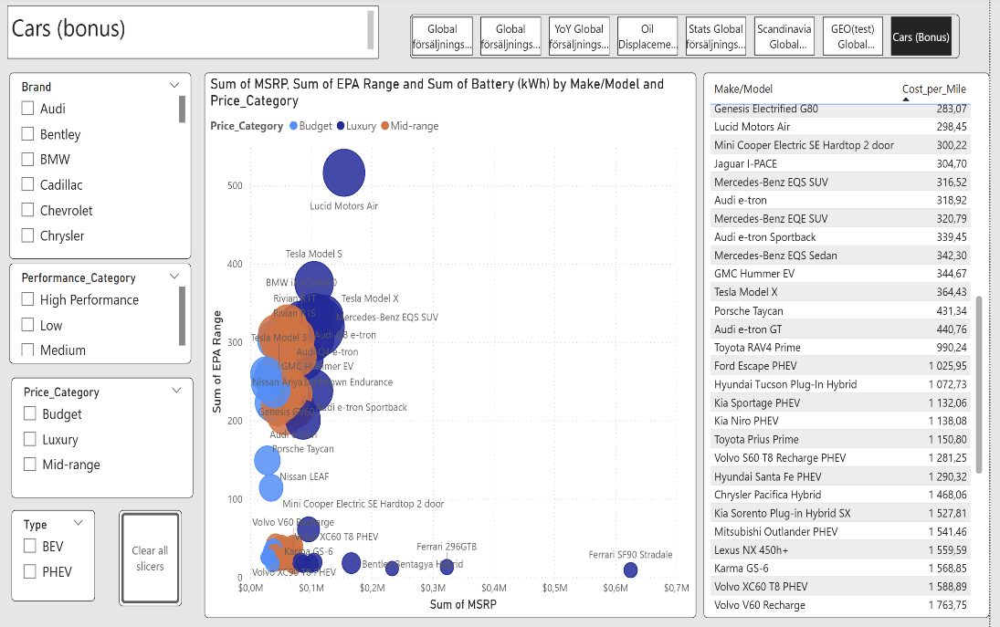 Cars (bonus)
Global försäljnings...
Global försäljnings...
YoY Global försäljnings...
Oil Displaceme...
Stats Global försäljnings...
Scandinavia Global...
GEO(test) Global...
Cars (Bonus)
Brand
Audi
Bentley
BMW
Cadillac
Chevrolet
Chrysler
Performance_Category
High Performance
Low
Medium
Price_Category
Budget
Luxury
Mid-range
Type
BEV
PHEV
Clear all
slicers
Sum of MSRP, Sum of EPA Range and Sum of Battery (kWh) by Make/Model and
Price_Category
Price_Category Budget Luxury Mid-range
Sum of EPA Range
500
400
300
200
100
0
Lucid Motors Air
Tesla Model S
Rivian R1T
Tesla Model X
Rivian R1S
Mercedes-Benz EQS SUV
Tesla Model 3
e-tron
GMC Hummer EV
Nissan Ariya
Endurance
Audi e-tron Sportback
Genesis GV60
Porsche Taycan
Nissan LEAF
Mini Cooper Electric SE Hardtop 2 door
Volvo V60 Recharge
XC60 T8 PHEV
Karma GS-6
Ferrari 296GTB
Ferrari SF90 Stradale
Bentley Bentagya Hybrid
Volvo XC90 T8 PHEV
$0,0M $0,1M $0,2M $0,3M $0,4M $0,5M $0,6M $0,7M
Sum of MSRP
Make/Model Cost_per_Mile
Genesis Electrified G80 283,07
Lucid Motors Air 298,45
Mini Cooper Electric SE Hardtop 2 door 300,22
Jaguar I-PACE 304,70
Mercedes-Benz EQS SUV 316,52
Audi e-tron 318,92
Mercedes-Benz EQE SUV 320,79
Audi e-tron Sportback 339,45
Mercedes-Benz EQS Sedan 342,30
GMC Hummer EV 344,67
Tesla Model X 364,43
Porsche Taycan 431,34
Audi e-tron GT 440,76
Toyota RAV4 Prime 990,24
Ford Escape PHEV 1 025,95
Hyundai Tucson Plug-In Hybrid 1 072,73
Kia Sportage PHEV 1 132,06
Kia Niro PHEV 1 138,08
Toyota Prius Prime 1 150,80
Volvo S60 T8 Recharge PHEV 1 281,25
Hyundai Santa Fe PHEV 1 290,32
Chrysler Pacifica Hybrid 1 468,06
Kia Sorento Plug-in Hybrid SX 1 527,81
Mitsubishi Outlander PHEV 1 541,46
Lexus NX 450h+ 1 559,59
Karma GS-6 1 568,85
Volvo XC60 T8 PHEV 1 588,89
Volvo V60 Recharge 1 763,75